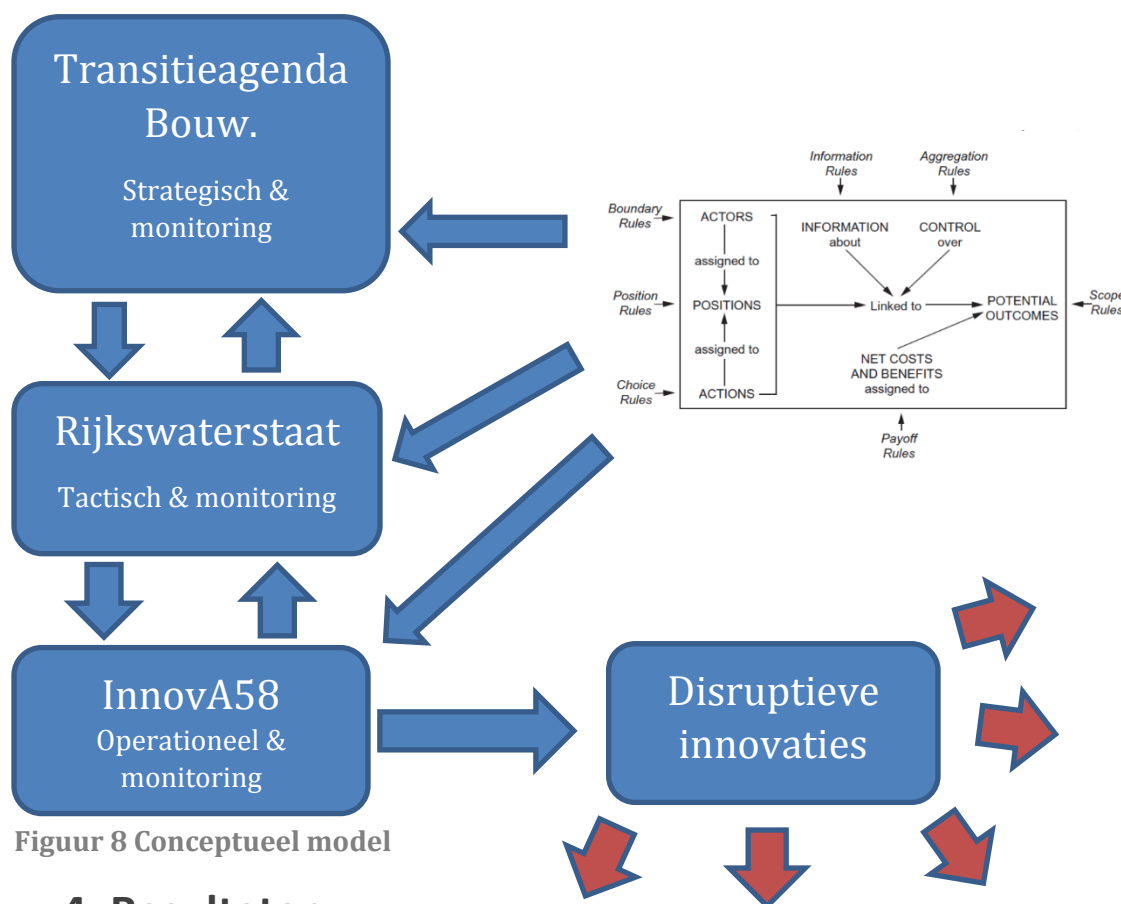 Transitieagenda
Bouw.
Strategisch &
monitoring
Rijkswaterstaat
Tactisch & monitoring
InnovA58
Operationeel &
monitoring
Information
Rules
Aggregation
Rules
Boundary
Rules
ACTORS
INFORMATION
about
CONTROL
over
assigned to
Position
Rules
POSITIONS
Linked to
POTENTIAL
OUTCOMES
Scope
Rules
assigned to
NET COSTS
AND BENEFITS
assigned to
Choice
Rules
ACTIONS
Payoff
Rules
Disruptieve
innovaties
Figuur 8 Conceptueel model
4. Resultaten